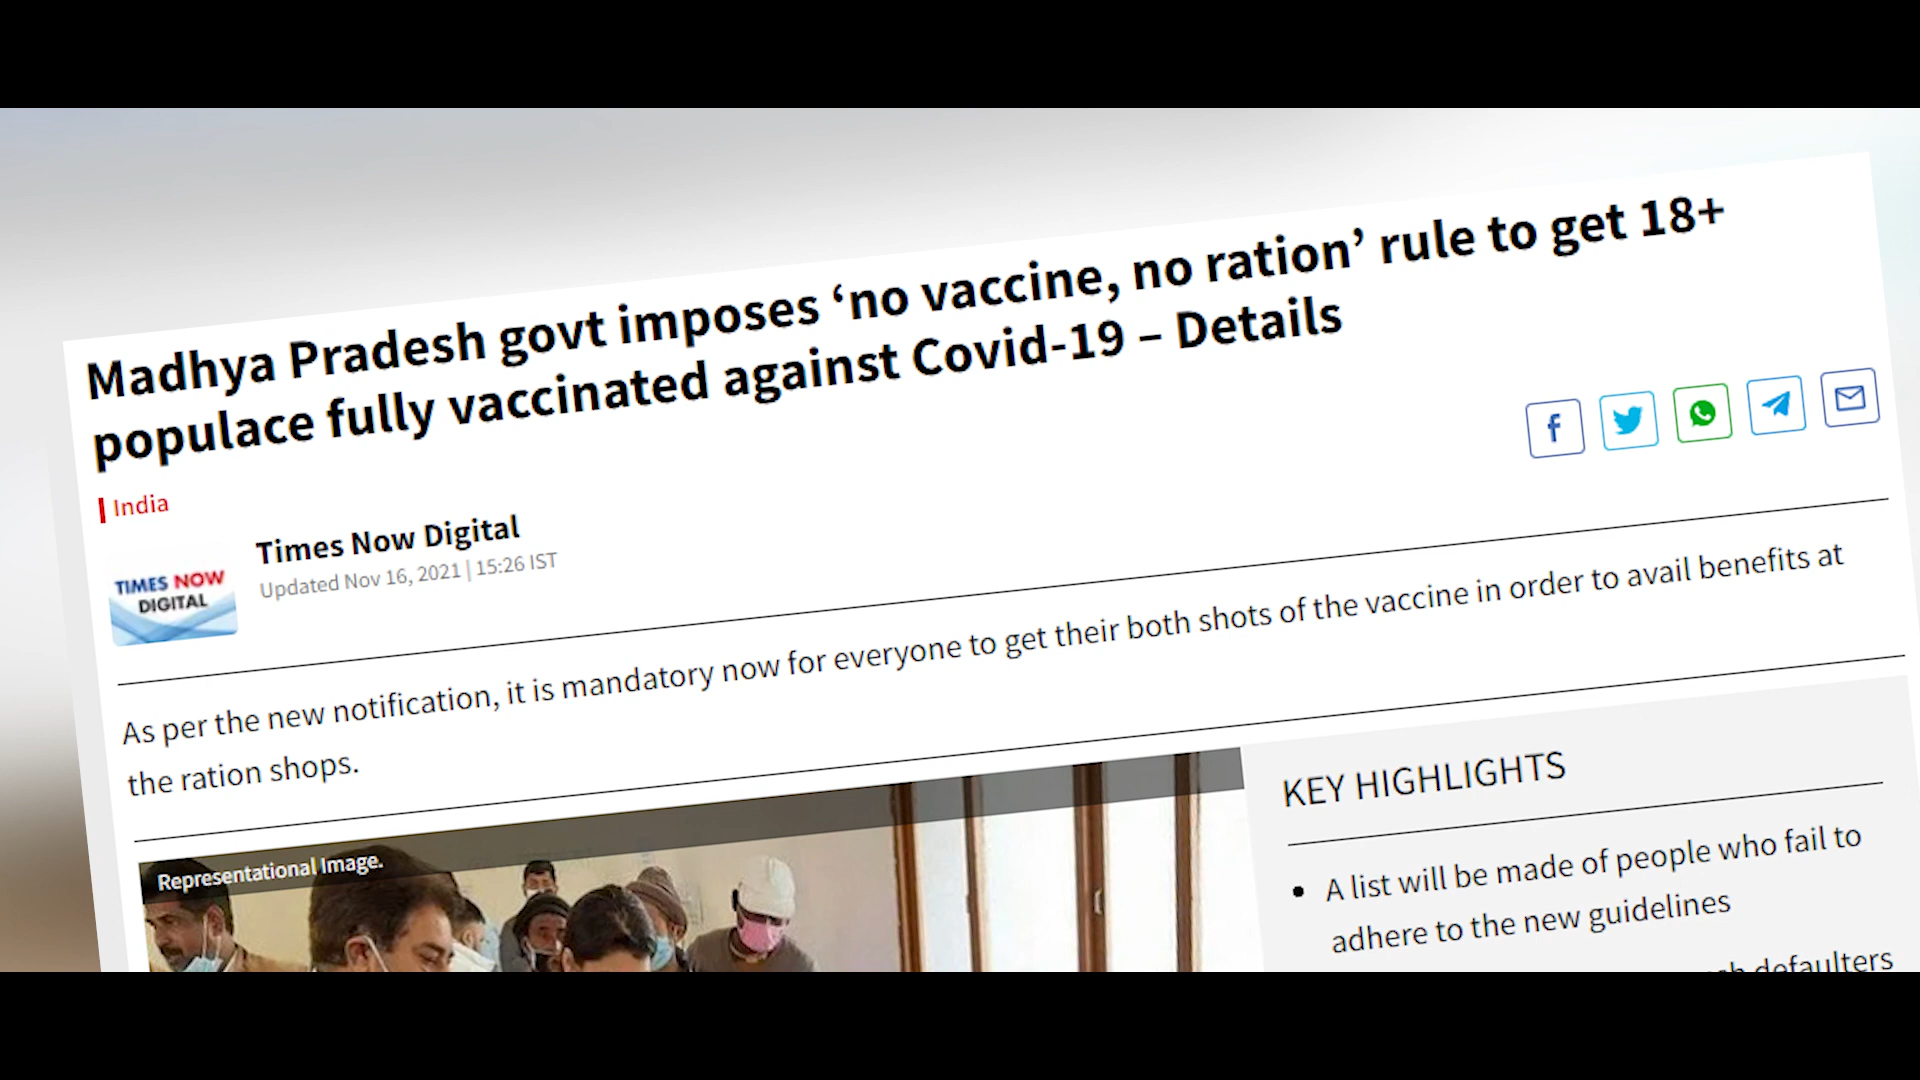 Madhya Pradesh govt imposes ‘no vaccine, no ration’ rule to get 18+
populace fully vaccinated against Covid-19 – Details
India
TIMES NOW
DIGITAL
Times Now Digital
Updated Nov 16, 2021 | 15:26 IST
As per the new notification, it is mandatory now for everyone to get their both shots of the vaccine in order to avail benefits at
the ration shops.
Representational Image.
KEY HIGHLIGHTS
• A list will be made of people who fail to
adhere to the new guidelines
defaulters